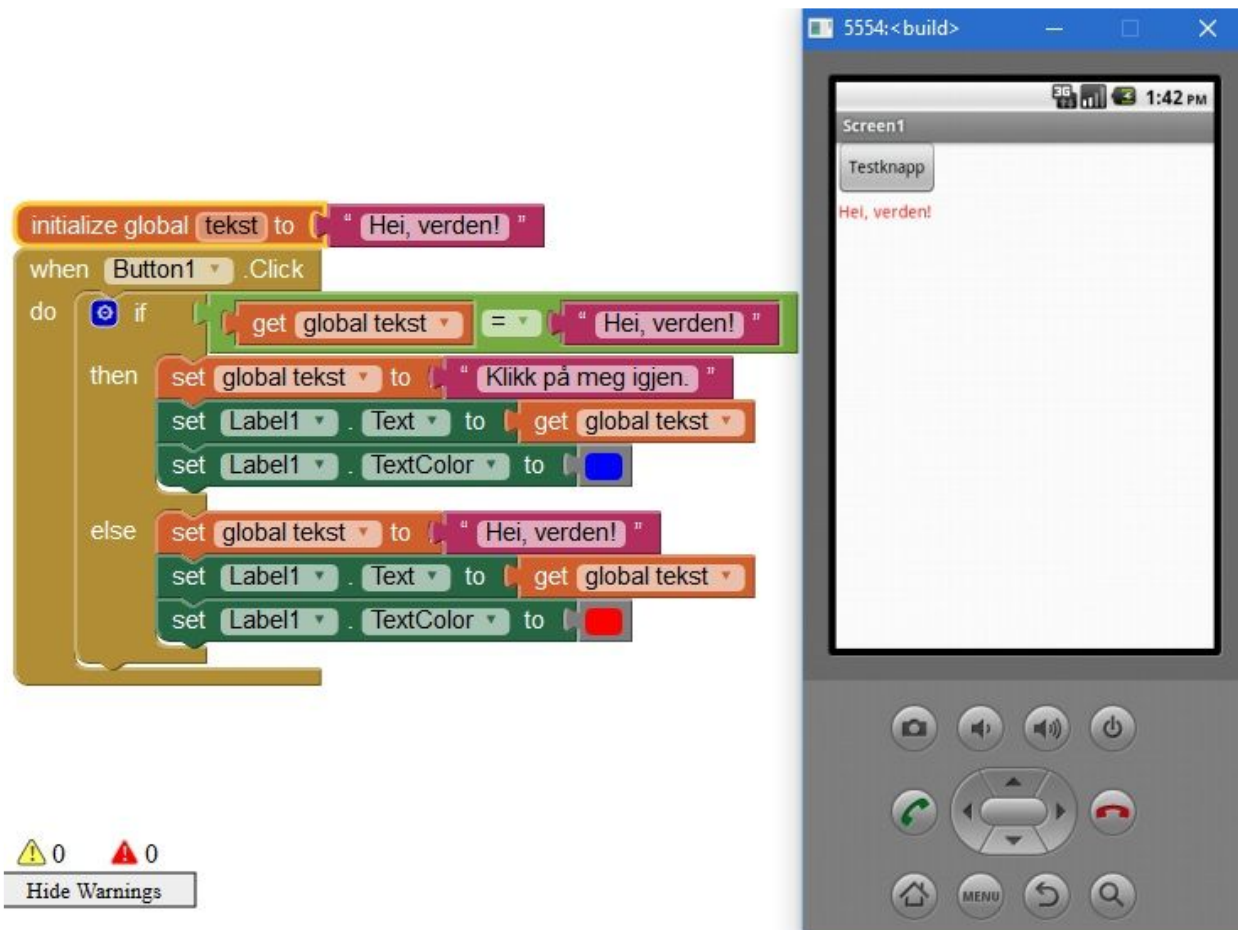 5554:<build>
3G 1:42 PM
Screen1
Testknapp
Hei, verden!
initialize global tekst to " Hei, verden! "
when Button1 .Click
do if get global tekst = " Hei, verden! "
then set global tekst to " Klikk på meg igjen. "
set Label1 . Text to get global tekst
set Label1 . TextColor to
else set global tekst to " Hei, verden! "
set Label1 . Text to get global tekst
set Label1 . TextColor to
0 0
Hide Warnings
MENU